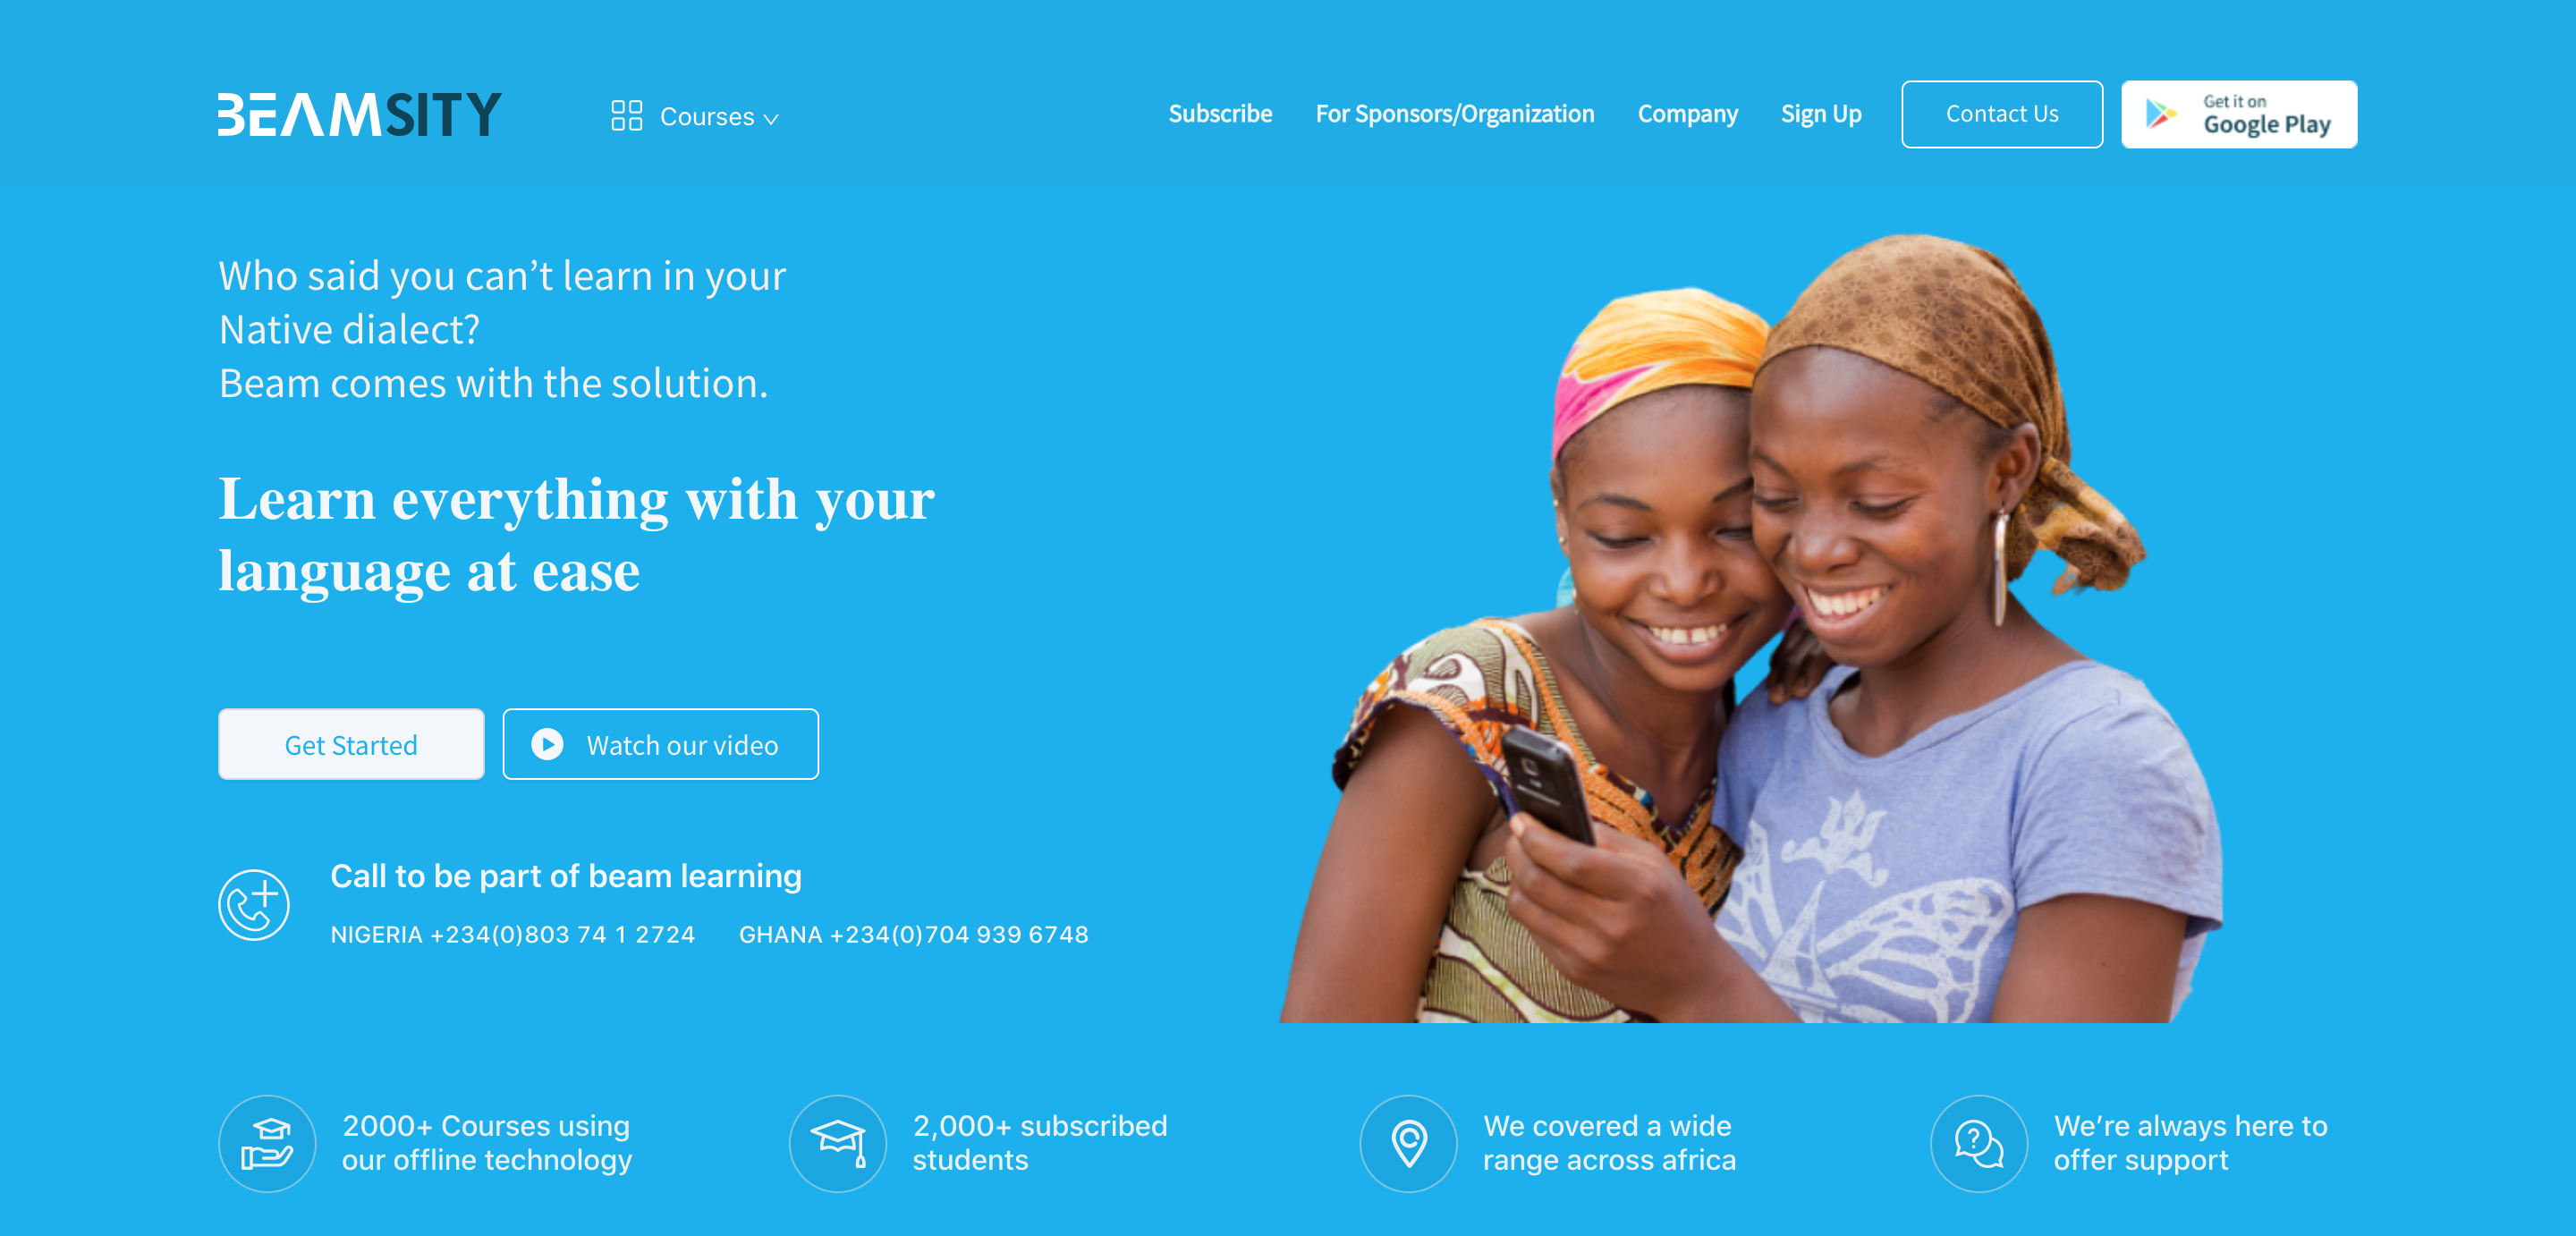 BEAMSITY
Courses
Subscribe
For Sponsors/Organization
Company
Sign Up
Contact Us
Get it on
Google Play
Who said you can’t learn in your
Native dialect?
Beam comes with the solution.
Learn everything with your
language at ease
Get Started
Watch our video
Call to be part of beam learning
NIGERIA +234(0)803 74 1 2724
GHANA +234(0)704 939 6748
2000+ Courses using
our offline technology
2,000+ subscribed
students
We covered a wide
range across africa
We’re always here to
offer support